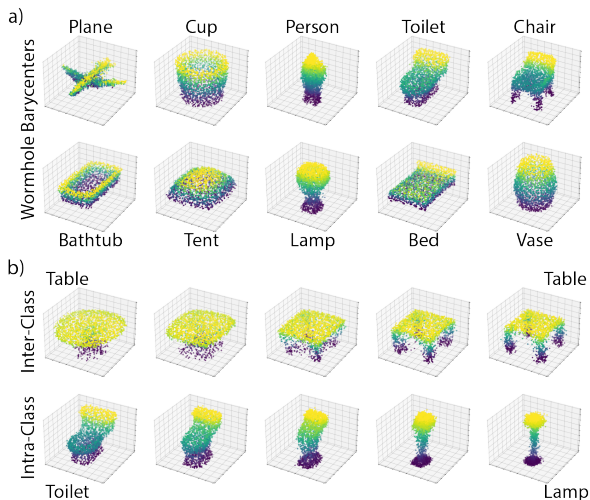 a)
Plane Cup Person Toilet Chair
Wormhole Barycenters
Bathtub Tent Lamp Bed Vase
b)
Table Table
Inter-Class
Intra-Class
Toilet Lamp